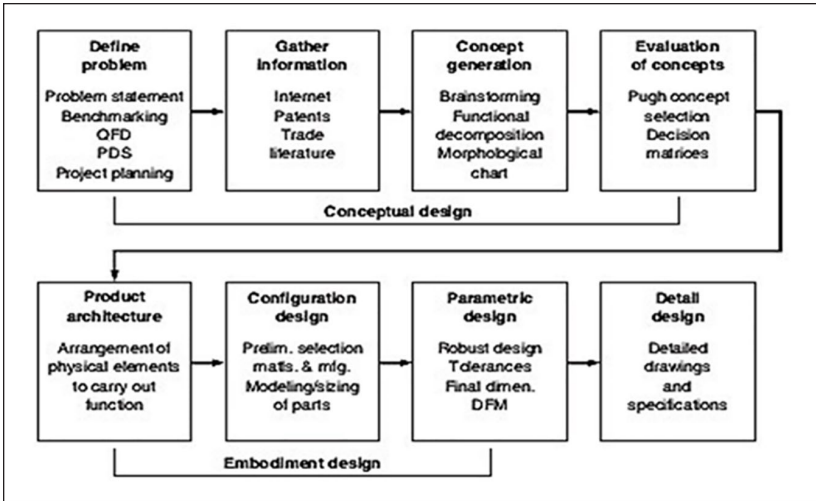 Define
problem
Problem statement
Benchmarking
QFD
PDS
Project planning
Gather
information
Internet
Patents
Trade
literature
Concept
generation
Brainstorming
Functional
decomposition
Morphological
chart
Evaluation
of concepts
Pugh concept
selection
Decision
matrices
Conceptual design
Product
architecture
Arrangement of
physical elements
to carry out
function
Configuration
design
Prelim. selection
matls. & mfg.
Modeling/sizing
of parts
Parametric
design
Robust design
Tolerances
Final dimen.
DFM
Detail
design
Detailed
drawings
and
specifications
Embodiment design